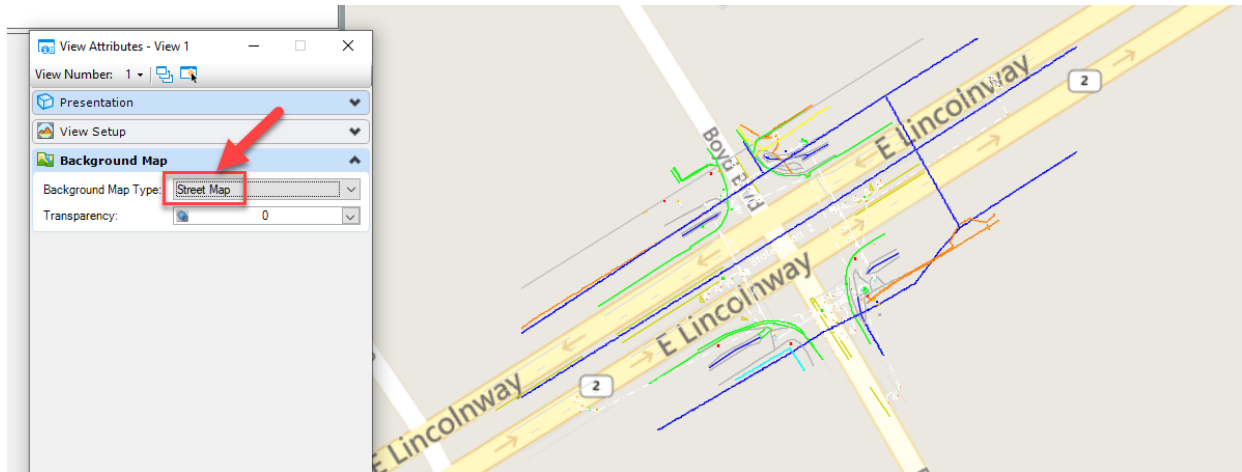 View Attributes - View 1
View Number: 1
Presentation
View Setup
Background Map
Background Map Type: Street Map
Transparency: 0
2
E Lincolnway
Boyd Blvd
E Lincolnway
2
E Lincolnway